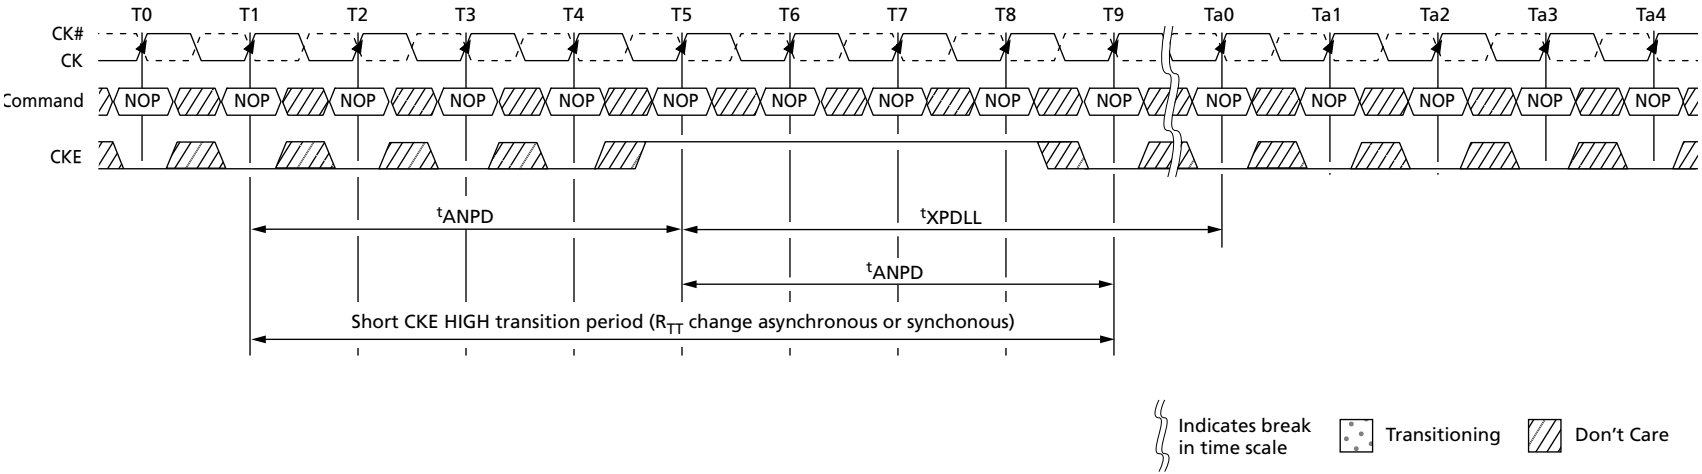 T0 T1 T2 T3 T4 T5 T6 T7 T8 T9 Ta0 Ta1 Ta2 Ta3 Ta4
CK#
CK
Command NOP NOP NOP NOP NOP NOP NOP NOP NOP NOP NOP NOP NOP NOP NOP
CKE
tANPD tXPDLL
tANPD
Short CKE HIGH transition period (RTT change asynchronous or synchonous)
Indicates break
in time scale
Transitioning
Don't Care